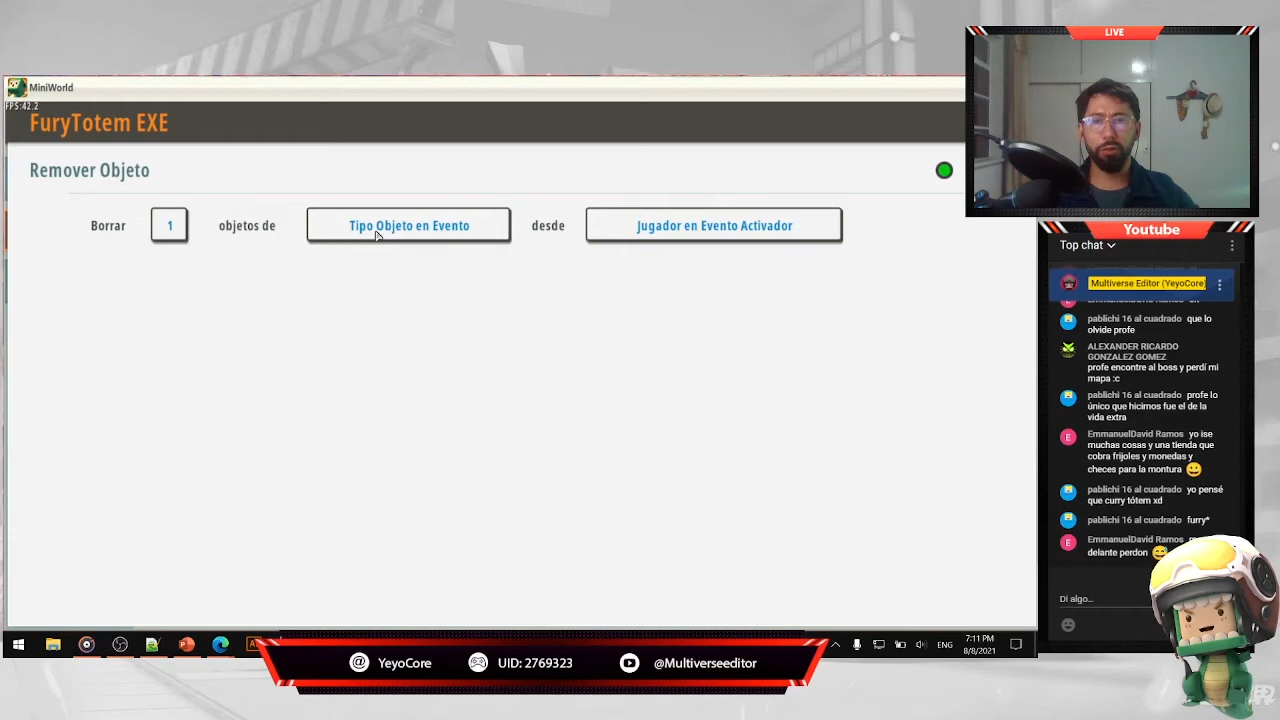 LIVE
MiniWorld
FPS:42.2
FuryTotem EXE
Remover Objeto
Borrar 1 objetos de Tipo Objeto en Evento desde Jugador en Evento Activador
Youtube
Top chat
Multiverse Editor (YeyoCore)
EmmanuelDavid Ramos
pablichi 16 al cuadrado que lo
olvide profe
ALEXANDER RICARDO
GONZALEZ GOMEZ
profe encontre al boss y perdí mi
mapa :c
pablichi 16 al cuadrado profe lo
único que hicimos fue el de la
vida extra
EmmanuelDavid Ramos yo ise
muchas cosas y una tienda que
cobra frijoles y monedas y
checes para la montura
pablichi 16 al cuadrado yo pensé
que curry tótem xd
pablichi 16 al cuadrado furry*
EmmanuelDavid Ramos
delante perdon
Di algo...
ENG
7:11 PM
8/8/2021
YeyoCore
UID: 2769323
@Multiverseeditor